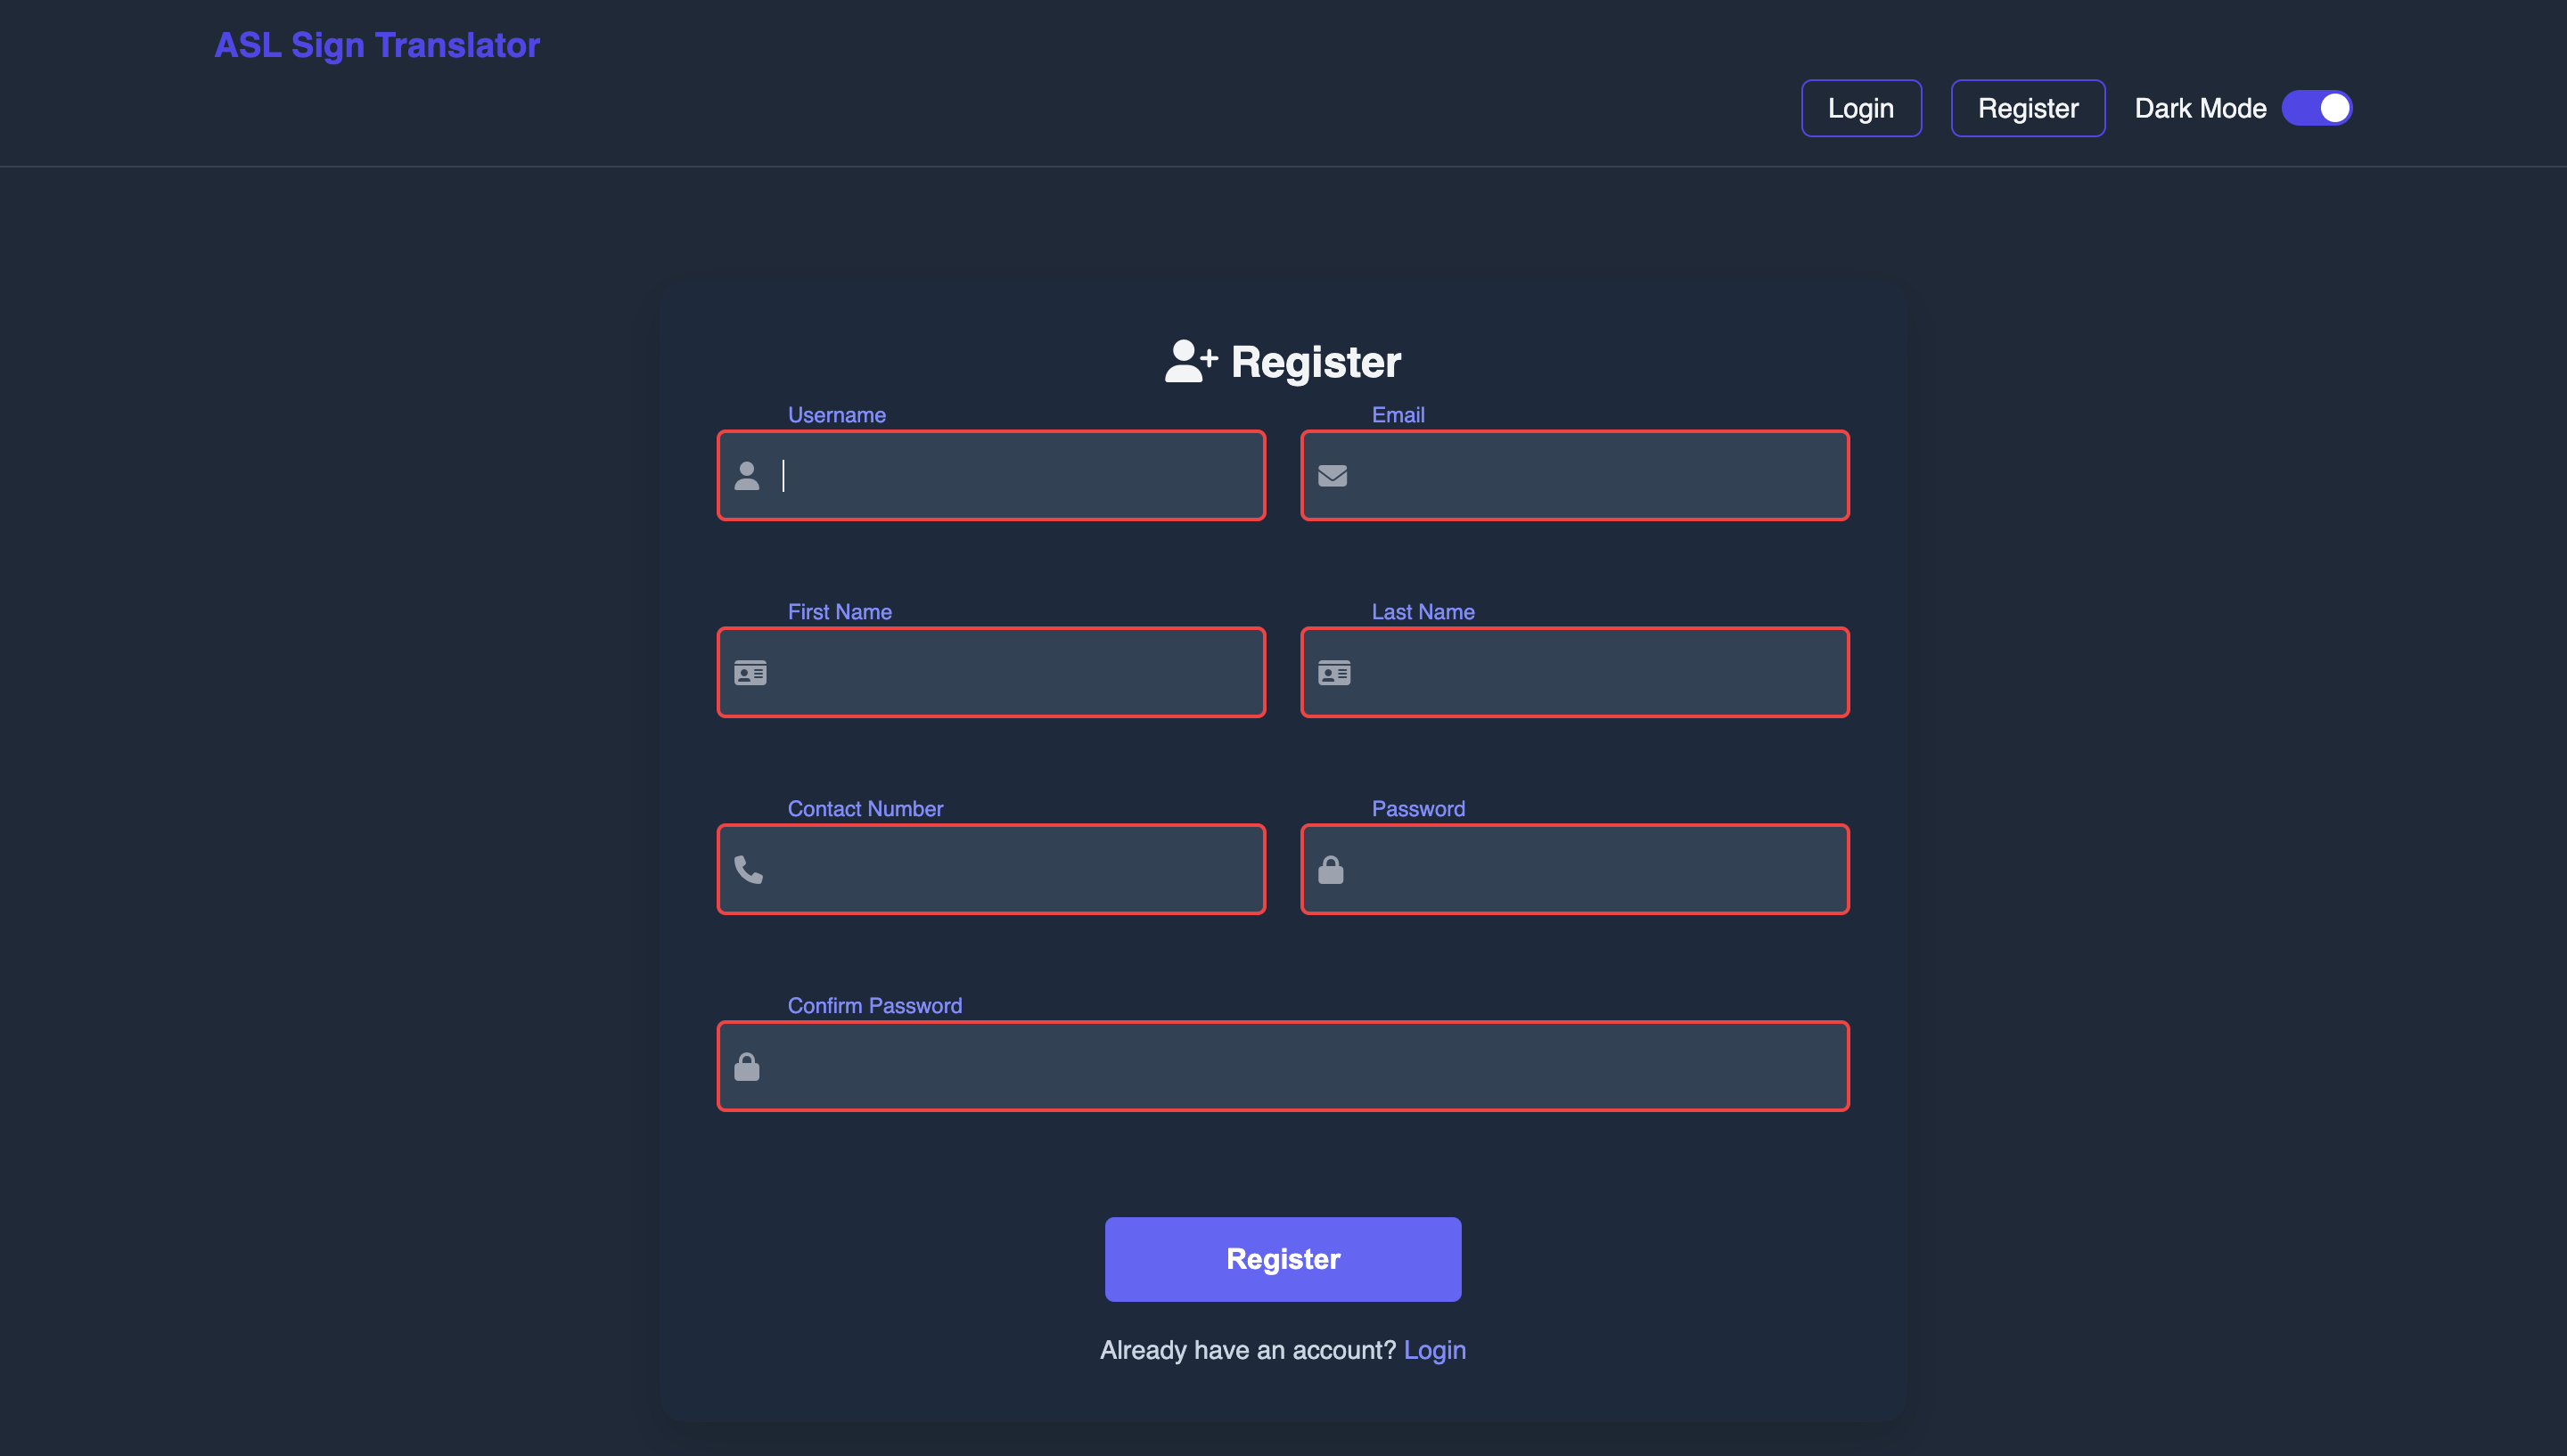 ASL Sign Translator
Login
Register
Dark Mode
Register
Username
Email
First Name
Last Name
Contact Number
Password
Confirm Password
Register
Already have an account? Login